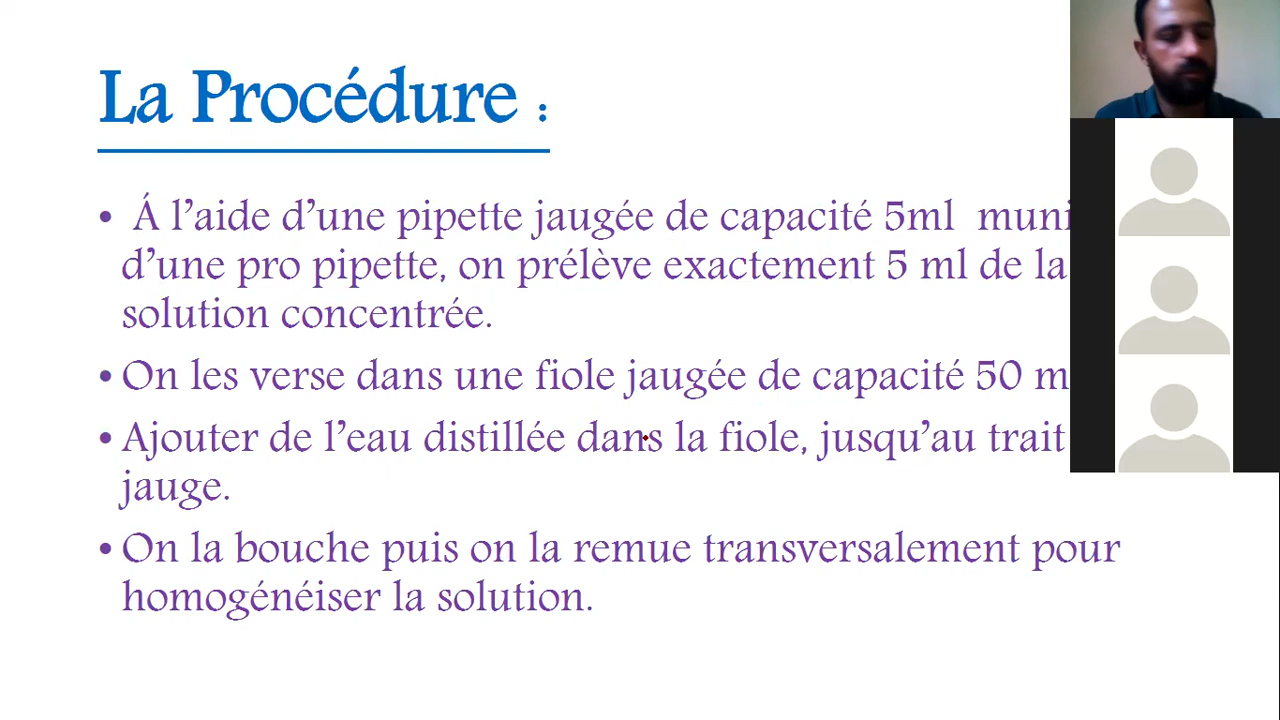 La Procédure :
• Á l’aide d’une pipette jaugée de capacité 5ml
d’une pro pipette, on prélève exactement 5 ml de la
solution concentrée.
• On les verse dans une fiole jaugée de capacité 50
• Ajouter de l’eau distillée dans la fiole, jusqu’au trait
jauge.
• On la bouche puis on la remue transversalement pour
homogénéiser la solution.